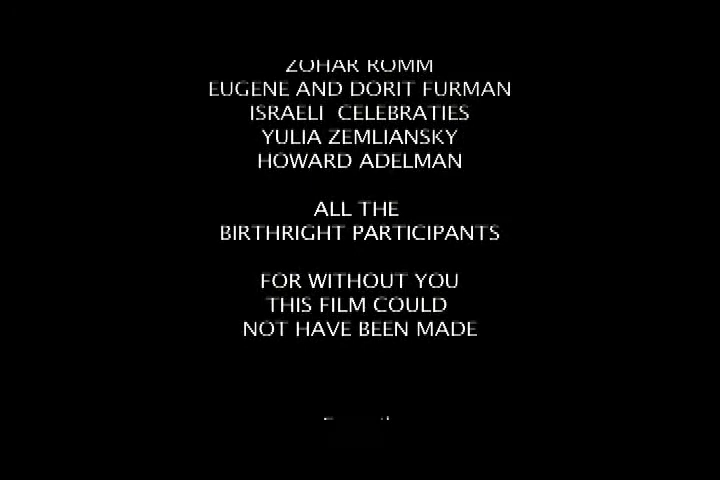 ZOHAR ROMM
EUGENE AND DORIT FURMAN
ISRAELI CELEBRATIES
YULIA ZEMLIANSKY
HOWARD ADELMAN
ALL THE
BIRTHRIGHT PARTICIPANTS
FOR WITHOUT YOU
THIS FILM COULD
NOT HAVE BEEN MADE